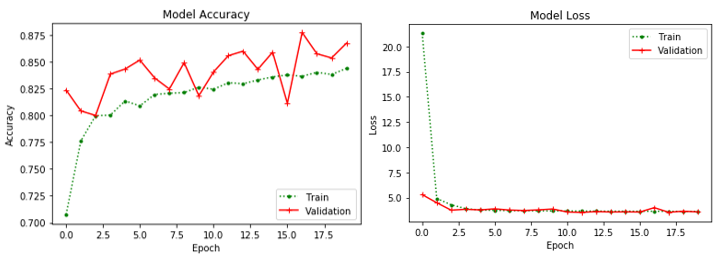 Model Accuracy
0.875
0.850
0.825
0.800
0.775
0.750
0.725
0.700
Accuracy
0.0 2.5 5.0 7.5 10.0 12.5 15.0 17.5
Epoch
Train
Validation
Model Loss
20.0
17.5
15.0
12.5
10.0
7.5
5.0
Loss
0.0 2.5 5.0 7.5 10.0 12.5 15.0 17.5
Epoch
Train
Validation